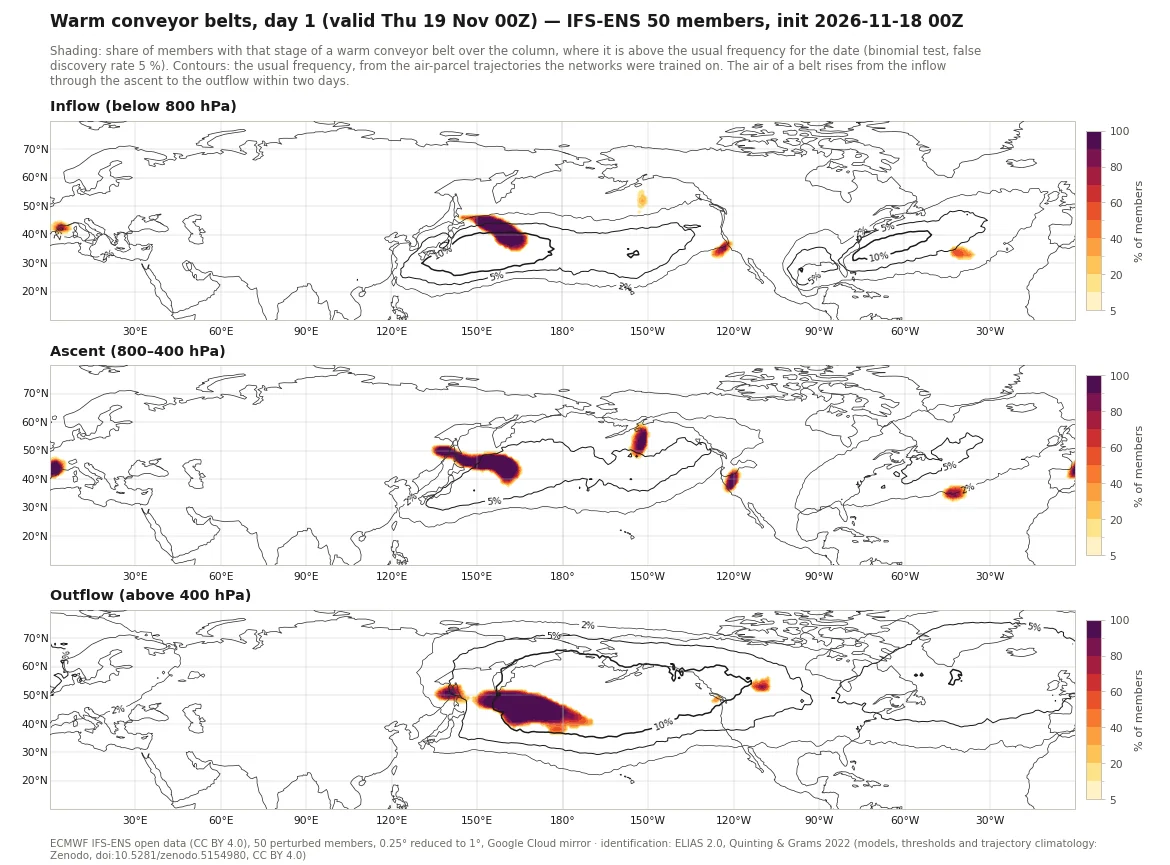 Warm conveyor belts, day 1 (valid Thu 19 Nov 00Z) — IFS-ENS 50 members, init 2026-11-18 00Z
Shading: share of members with that stage of a warm conveyor belt over the column, where it is above the usual frequency for the date (binomial test, false
discovery rate 5 %). Contours: the usual frequency, from the air-parcel trajectories the networks were trained on. The air of a belt rises from the inflow
through the ascent to the outflow within two days.
Inflow (below 800 hPa)
70°N
60°N
50°N
40°N
30°N
20°N
2%
10%
5%
2%
5%
2%
5%
10%
30°E 60°E 90°E 120°E 150°E 180° 150°W 120°W 90°W 60°W 30°W
100
80
60
40
20
5
% of members
Ascent (800–400 hPa)
70°N
60°N
50°N
40°N
30°N
20°N
2%
5%
5%
2%
30°E 60°E 90°E 120°E 150°E 180° 150°W 120°W 90°W 60°W 30°W
100
80
60
40
20
5
% of members
Outflow (above 400 hPa)
70°N
60°N
50°N
40°N
30°N
20°N
2%
5%
2%
10%
5%
30°E 60°E 90°E 120°E 150°E 180° 150°W 120°W 90°W 60°W 30°W
100
80
60
40
20
5
% of members
ECMWF IFS-ENS open data (CC BY 4.0), 50 perturbed members, 0.25° reduced to 1°, Google Cloud mirror · identification: ELIAS 2.0, Quinting & Grams 2022 (models, thresholds and trajectory climatology:
Zenodo, doi:10.5281/zenodo.5154980, CC BY 4.0)